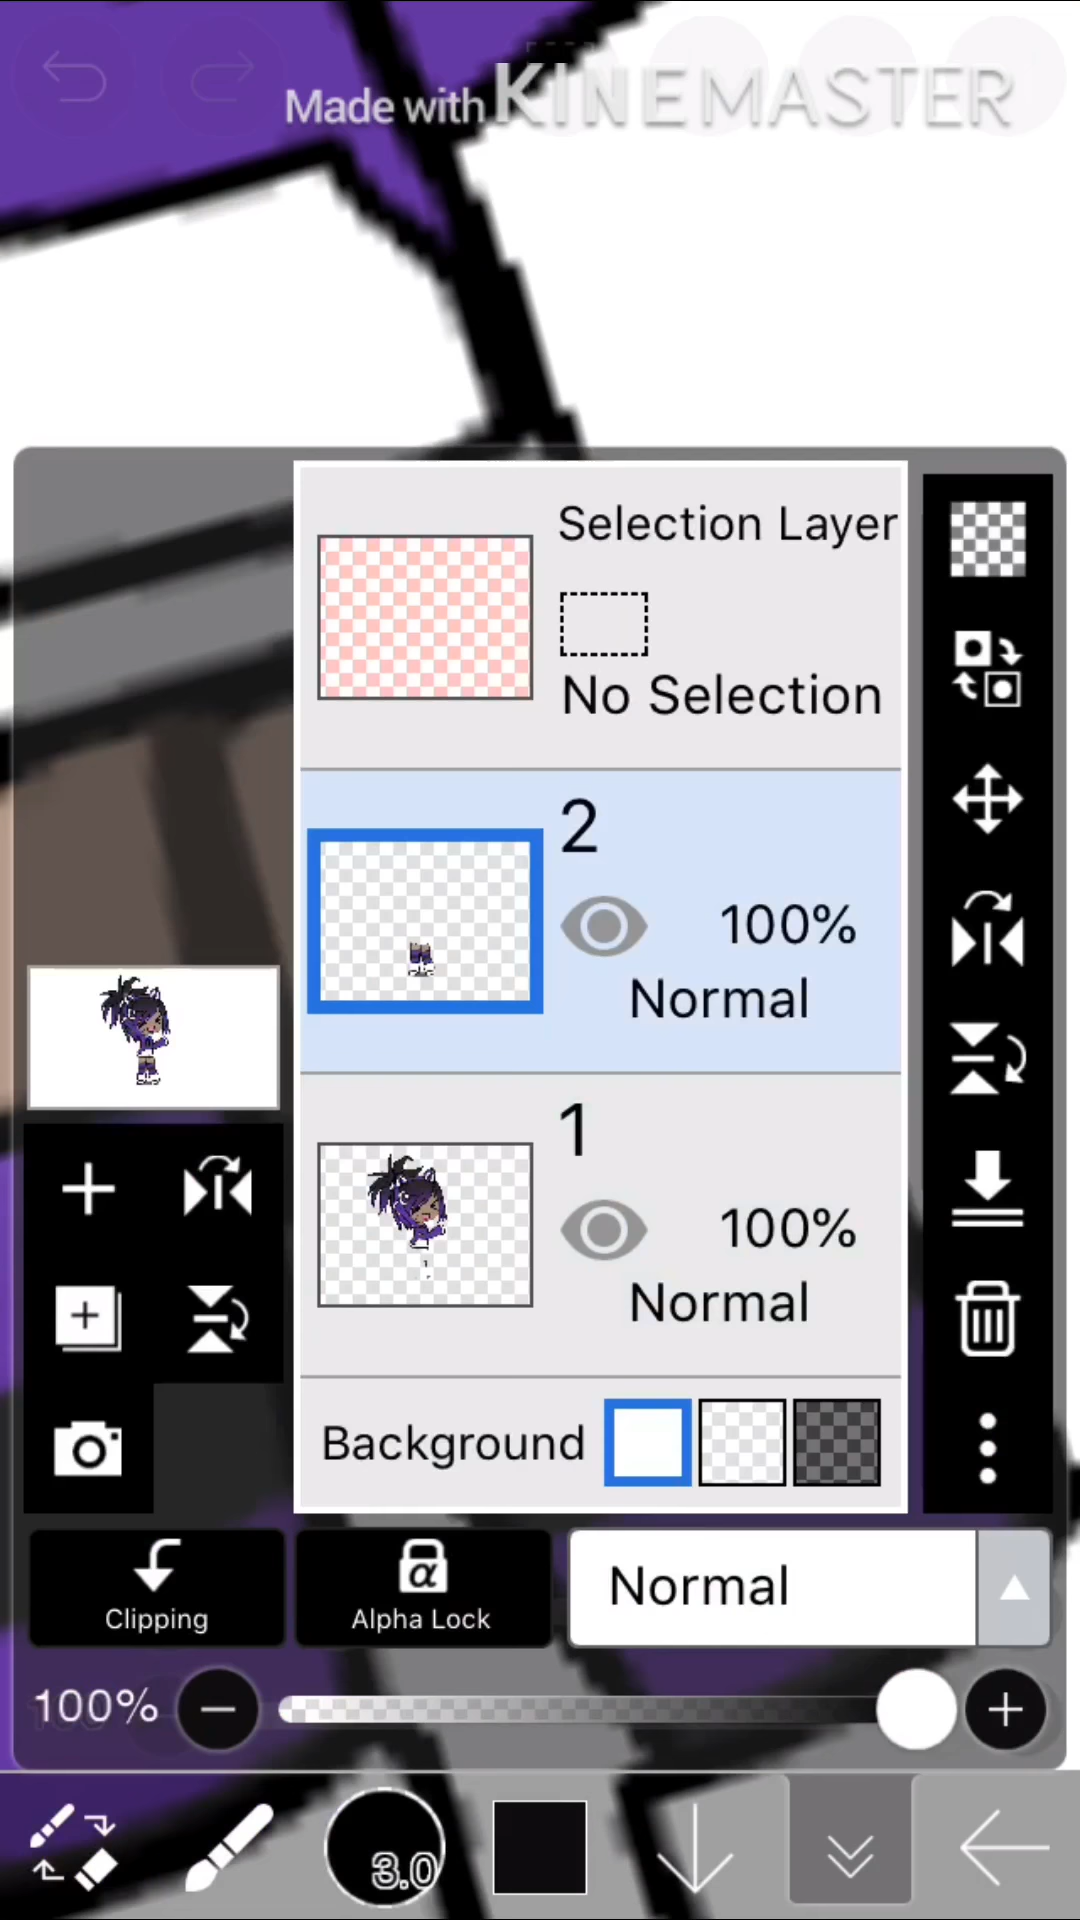 Made with KINEMASTER
Selection Layer
No Selection
2
100%
Normal
1
100%
Normal
Background
α
Clipping
Alpha Lock
Normal
100%
3.0